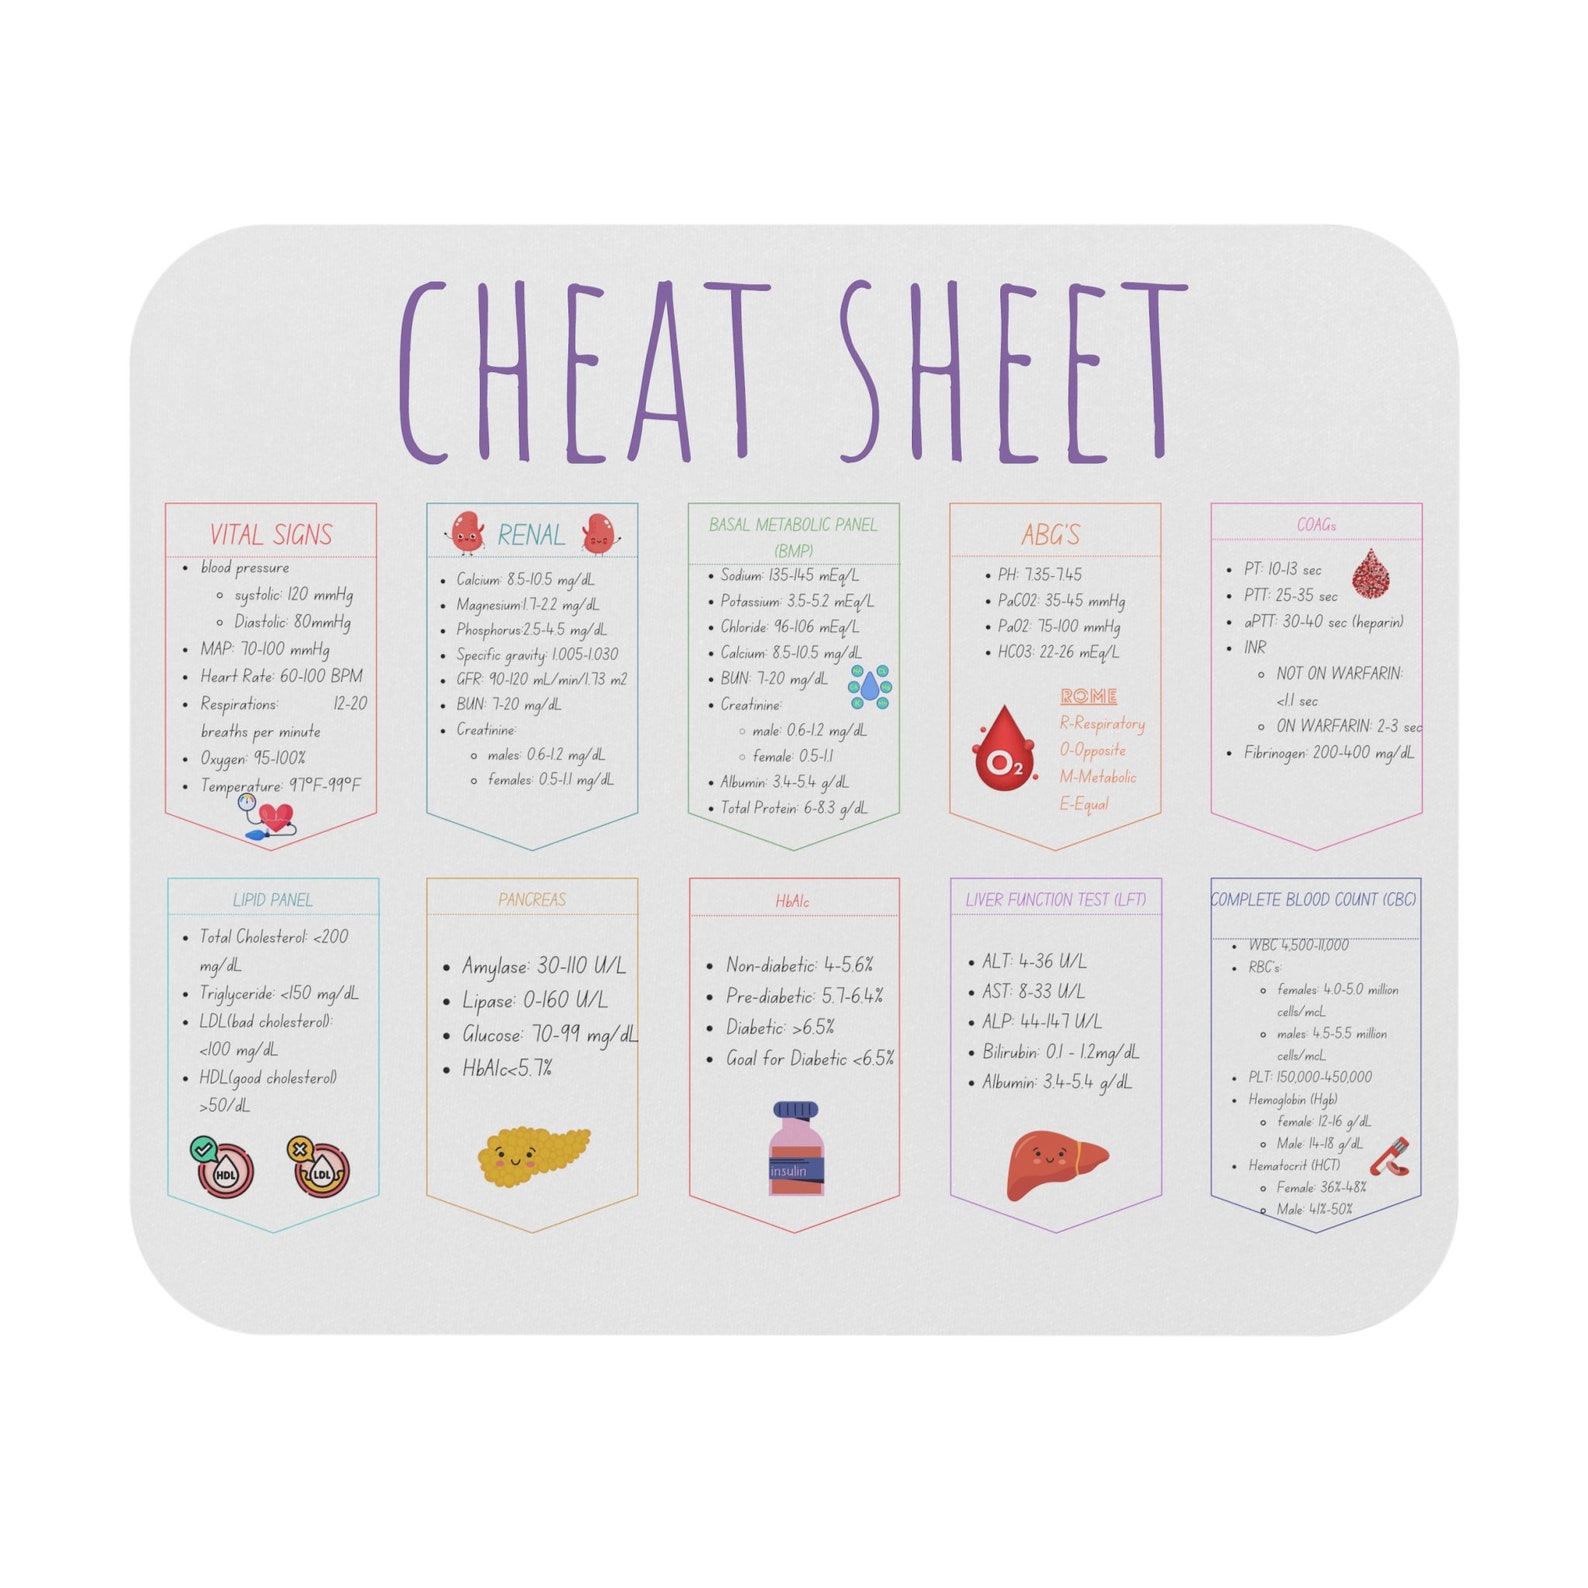 CHEAT SHEET
VITAL SIGNS
blood pressure
systolic: 120 mmHg
Diastolic: 80mmHg
MAP: 70-100 mmHg
Heart Rate: 60-100 BPM
Respirations: 12-20
breaths per minute
Oxygen: 95-100%
Temperature: 97°F-99°F
RENAL
Calcium: 8.5-10.5 mg/dL
Magnesium:1.7-2.2 mg/dL
Phosphorus:2.5-4.5 mg/dL
Specific gravity: 1.005-1.030
GFR: 90-120 mL/min/1.73 m2
BUN: 7-20 mg/dL
Creatinine:
males: 0.6-1.2 mg/dL
females: 0.5-1.1 mg/dL
BASAL METABOLIC PANEL
(BMP)
Sodium: 135-145 mEq/L
Potassium: 3.5-5.2 mEq/L
Chloride: 96-106 mEq/L
Calcium: 8.5-10.5 mg/dL
BUN: 7-20 mg/dL
Creatinine:
male: 0.6-1.2 mg/dL
female: 0.5-1.1
Albumin: 3.4-5.4 g/dL
Total Protein: 6-8.3 g/dL
ABG'S
PH: 7.35-7.45
PaCO2: 35-45 mmHg
PaO2: 75-100 mmHg
HCO3: 22-26 mEq/L
O2
ROME
R-Respiratory
O-Opposite
M-Metabolic
E-Equal
COAGs
PT: 10-13 sec
PTT: 25-35 sec
aPTT: 30-40 sec (heparin)
INR
NOT ON WARFARIN:
<1.1 sec
ON WARFARIN: 2-3 sec
Fibrinogen: 200-400 mg/dL
LIPID PANEL
Total Cholesterol: <200
mg/dL
Triglyceride: <150 mg/dL
LDL(bad cholesterol):
<100 mg/dL
HDL(good cholesterol)
>50/dL
HDL
LDL
PANCREAS
Amylase: 30-110 U/L
Lipase: 0-160 U/L
Glucose: 70-99 mg/dL
HbA1c<5.7%
HbA1c
Non-diabetic: 4-5.6%
Pre-diabetic: 5.7-6.4%
Diabetic: >6.5%
Goal for Diabetic <6.5%
insulin
LIVER FUNCTION TEST (LFT)
ALT: 4-36 U/L
AST: 8-33 U/L
ALP: 44-147 U/L
Bilirubin: 0.1 - 1.2mg/dL
Albumin: 3.4-5.4 g/dL
COMPLETE BLOOD COUNT (CBC)
WBC 4,500-11,000
RBC's:
females: 4.0-5.0 million
cells/mcL
males: 4.5-5.5 million
cells/mcL
PLT: 150,000-450,000
Hemoglobin (Hgb)
female: 12-16 g/dL
Male: 14-18 g/dL
Hematocrit (HCT)
Female: 36%-48%
Male: 41%-50%